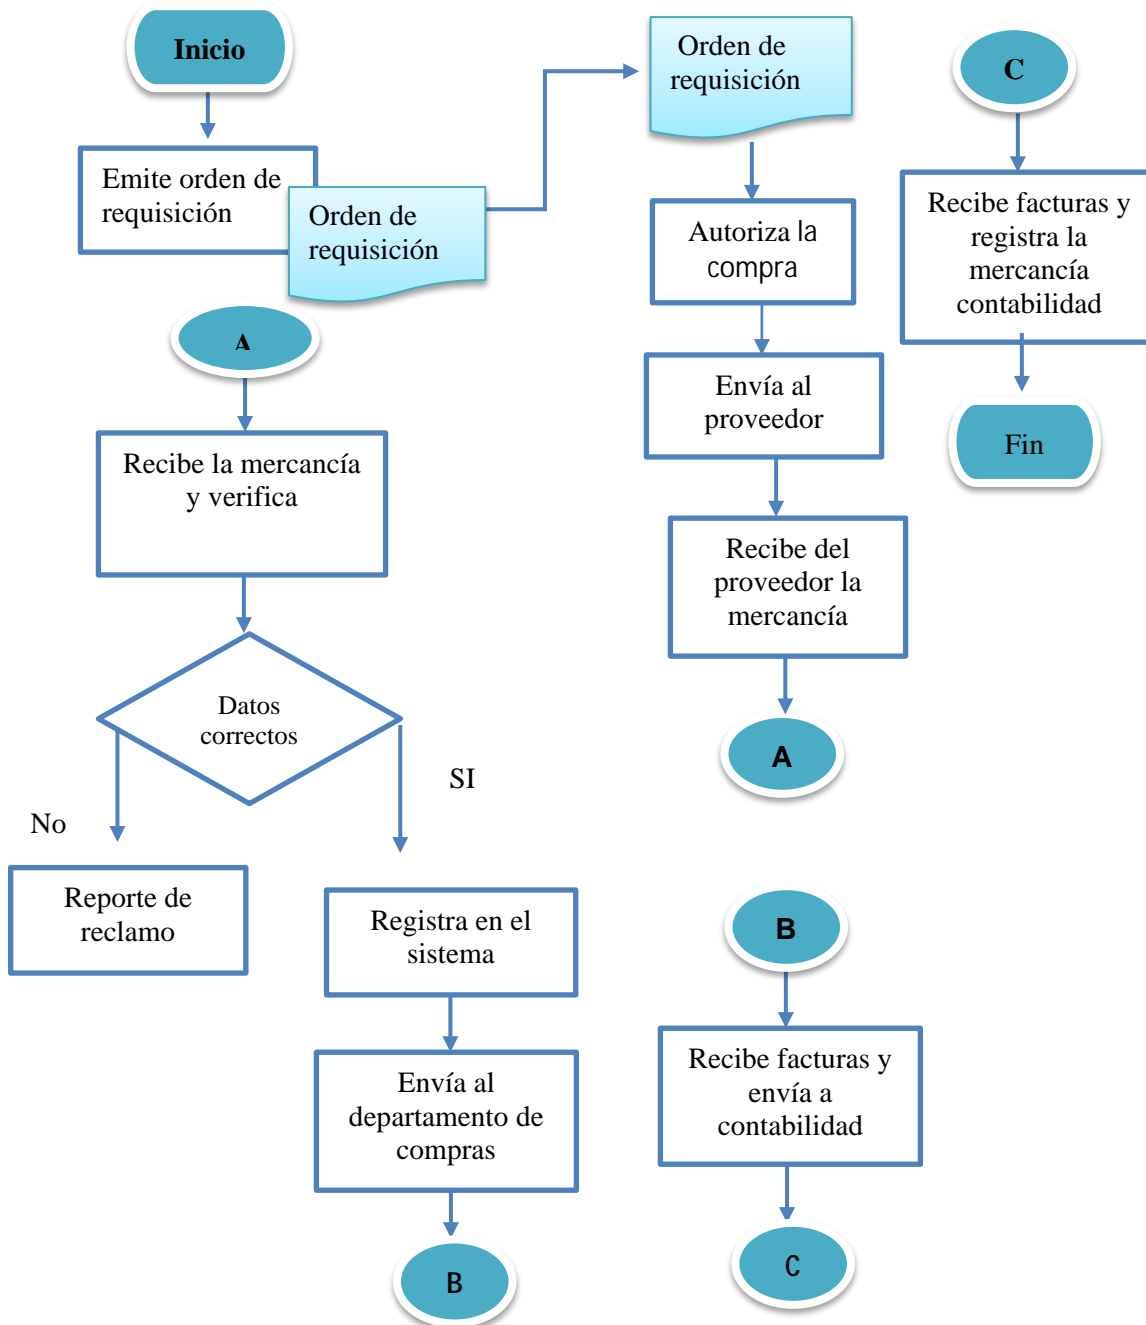 Inicio
Emite orden de
requisición
Orden de
requisición
A
Recibe la mercancía
y verifica
Datos
correctos
No
SI
Reporte de
reclamo
Registra en el
sistema
Envía al
departamento de
compras
B
Orden de
requisición
Autoriza la
compra
Envía al
proveedor
Recibe del
proveedor la
mercancía
A
B
Recibe facturas y
envía a
contabilidad
C
C
Recibe facturas y
registra la
mercancía
contabilidad
Fin